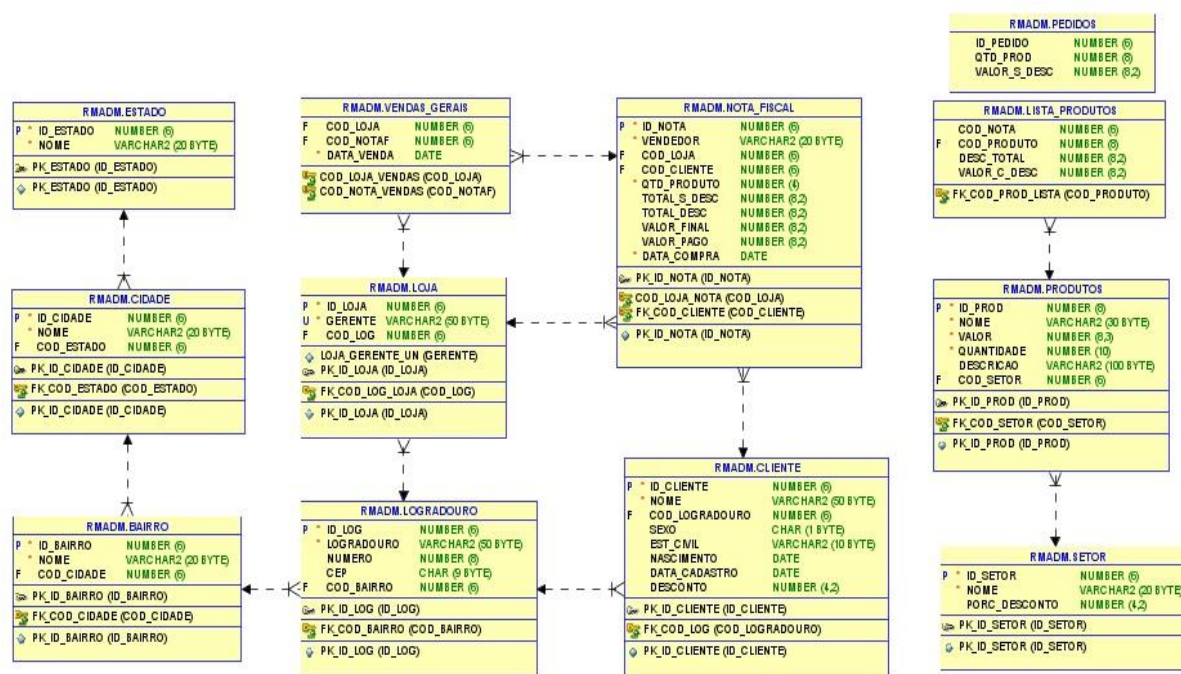 RMADM.PEDIDOS
ID_PEDIDO NUMBER (6)
QTD_PROD NUMBER (8)
VALOR_S_DESC NUMBER (8,2)
RMADM.ESTADO
P * ID_ESTADO NUMBER (6)
* NOME VARCHAR2 (20 BYTE)
PK_ESTADO (ID_ESTADO)
PK_ESTADO (ID_ESTADO)
RMADM.VENDAS_GERAIS
F COD_LOJA NUMBER (6)
F COD_NOTAF NUMBER (6)
* DATA_VENDA DATE
COD_LOJA_VENDAS (COD_LOJA)
COD_NOTA_VENDAS (COD_NOTAF)
RMADM.NOTA_FISCAL
P * ID_NOTA NUMBER (6)
* VENDEDOR VARCHAR2 (20 BYTE)
F COD_LOJA NUMBER (6)
F COD_CLIENTE NUMBER (6)
* QTD_PRODUTO NUMBER (4)
TOTAL_S_DESC NUMBER (8,2)
TOTAL_DESC NUMBER (8,2)
VALOR_FINAL NUMBER (8,2)
VALOR_PAGO NUMBER (8,2)
* DATA_COMPRA DATE
PK_ID_NOTA (ID_NOTA)
COD_LOJA_NOTA (COD_LOJA)
FK_COD_CLIENTE (COD_CLIENTE)
PK_ID_NOTA (ID_NOTA)
RMADM.LISTA_PRODUTOS
COD_NOTA NUMBER (6)
F COD_PRODUTO NUMBER (8)
DESC_TOTAL NUMBER (8,2)
VALOR_C_DESC NUMBER (8,2)
FK_COD_PROD_LISTA (COD_PRODUTO)
RMADM.CIDADE
P * ID_CIDADE NUMBER (6)
* NOME VARCHAR2 (20 BYTE)
F COD_ESTADO NUMBER (6)
PK_ID_CIDADE (ID_CIDADE)
FK_COD_ESTADO (COD_ESTADO)
PK_ID_CIDADE (ID_CIDADE)
RMADM.LOJA
P * ID_LOJA NUMBER (6)
U * GERENTE VARCHAR2 (50 BYTE)
F COD_LOG NUMBER (6)
LOJA_GERENTE_UN (GERENTE)
PK_ID_LOJA (ID_LOJA)
FK_COD_LOG_LOJA (COD_LOG)
PK_ID_LOJA (ID_LOJA)
RMADM.PRODUTOS
P * ID_PROD NUMBER (8)
* NOME VARCHAR2 (30 BYTE)
* VALOR NUMBER (8,3)
* QUANTIDADE NUMBER (10)
DESCRICAO VARCHAR2 (100 BYTE)
F COD_SETOR NUMBER (6)
PK_ID_PROD (ID_PROD)
FK_COD_SETOR (COD_SETOR)
PK_ID_PROD (ID_PROD)
RMADM.BAIRRO
P * ID_BAIRRO NUMBER (6)
* NOME VARCHAR2 (20 BYTE)
F COD_CIDADE NUMBER (6)
PK_ID_BAIRRO (ID_BAIRRO)
FK_COD_CIDADE (COD_CIDADE)
PK_ID_BAIRRO (ID_BAIRRO)
RMADM.LOGRADOURO
P * ID_LOG NUMBER (6)
* LOGRADOURO VARCHAR2 (50 BYTE)
NUMERO NUMBER (8)
CEP CHAR (9 BYTE)
F COD_BAIRRO NUMBER (6)
PK_ID_LOG (ID_LOG)
FK_COD_BAIRRO (COD_BAIRRO)
PK_ID_LOG (ID_LOG)
RMADM.CLIENTE
P * ID_CLIENTE NUMBER (6)
* NOME VARCHAR2 (50 BYTE)
F COD_LOGRADOURO NUMBER (6)
SEXO CHAR (1 BYTE)
EST_CIVIL VARCHAR2 (10 BYTE)
NASCIMENTO DATE
DATA_CADASTRO DATE
DESCONTO NUMBER (4,2)
PK_ID_CLIENTE (ID_CLIENTE)
FK_COD_LOG (COD_LOGRADOURO)
PK_ID_CLIENTE (ID_CLIENTE)
RMADM.SETOR
P * ID_SETOR NUMBER (6)
* NOME VARCHAR2 (20 BYTE)
PORC_DESCONTO NUMBER (4,2)
PK_ID_SETOR (ID_SETOR)
PK_ID_SETOR (ID_SETOR)